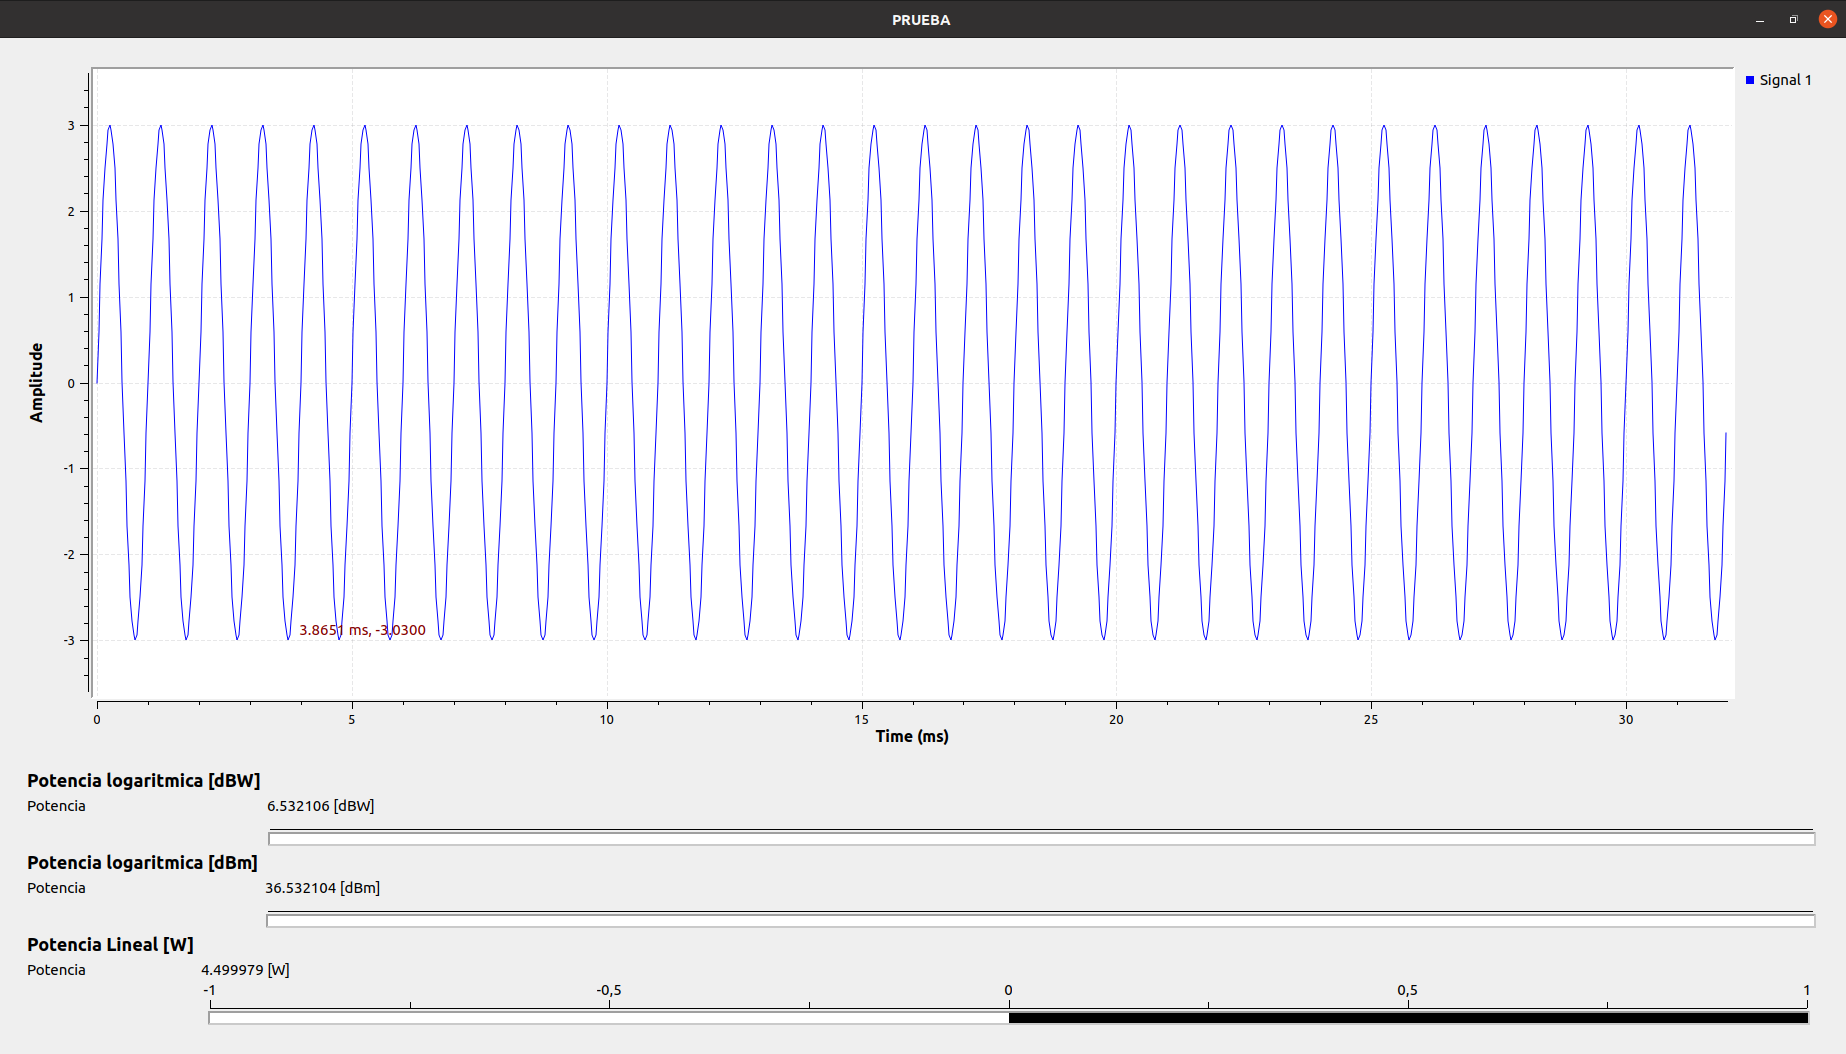 PRUEBA
Signal 1
3
2
1
0
-1
-2
-3
Amplitude
3.8651 ms, -3.0300
0 5 10 15 20 25 30
Time (ms)
Potencia logaritmica [dBW]
Potencia 6.532106 [dBW]
Potencia logaritmica [dBm]
Potencia 36.532104 [dBm]
Potencia Lineal [W]
Potencia 4.499979 [W]
-1 -0,5 0 0,5 1